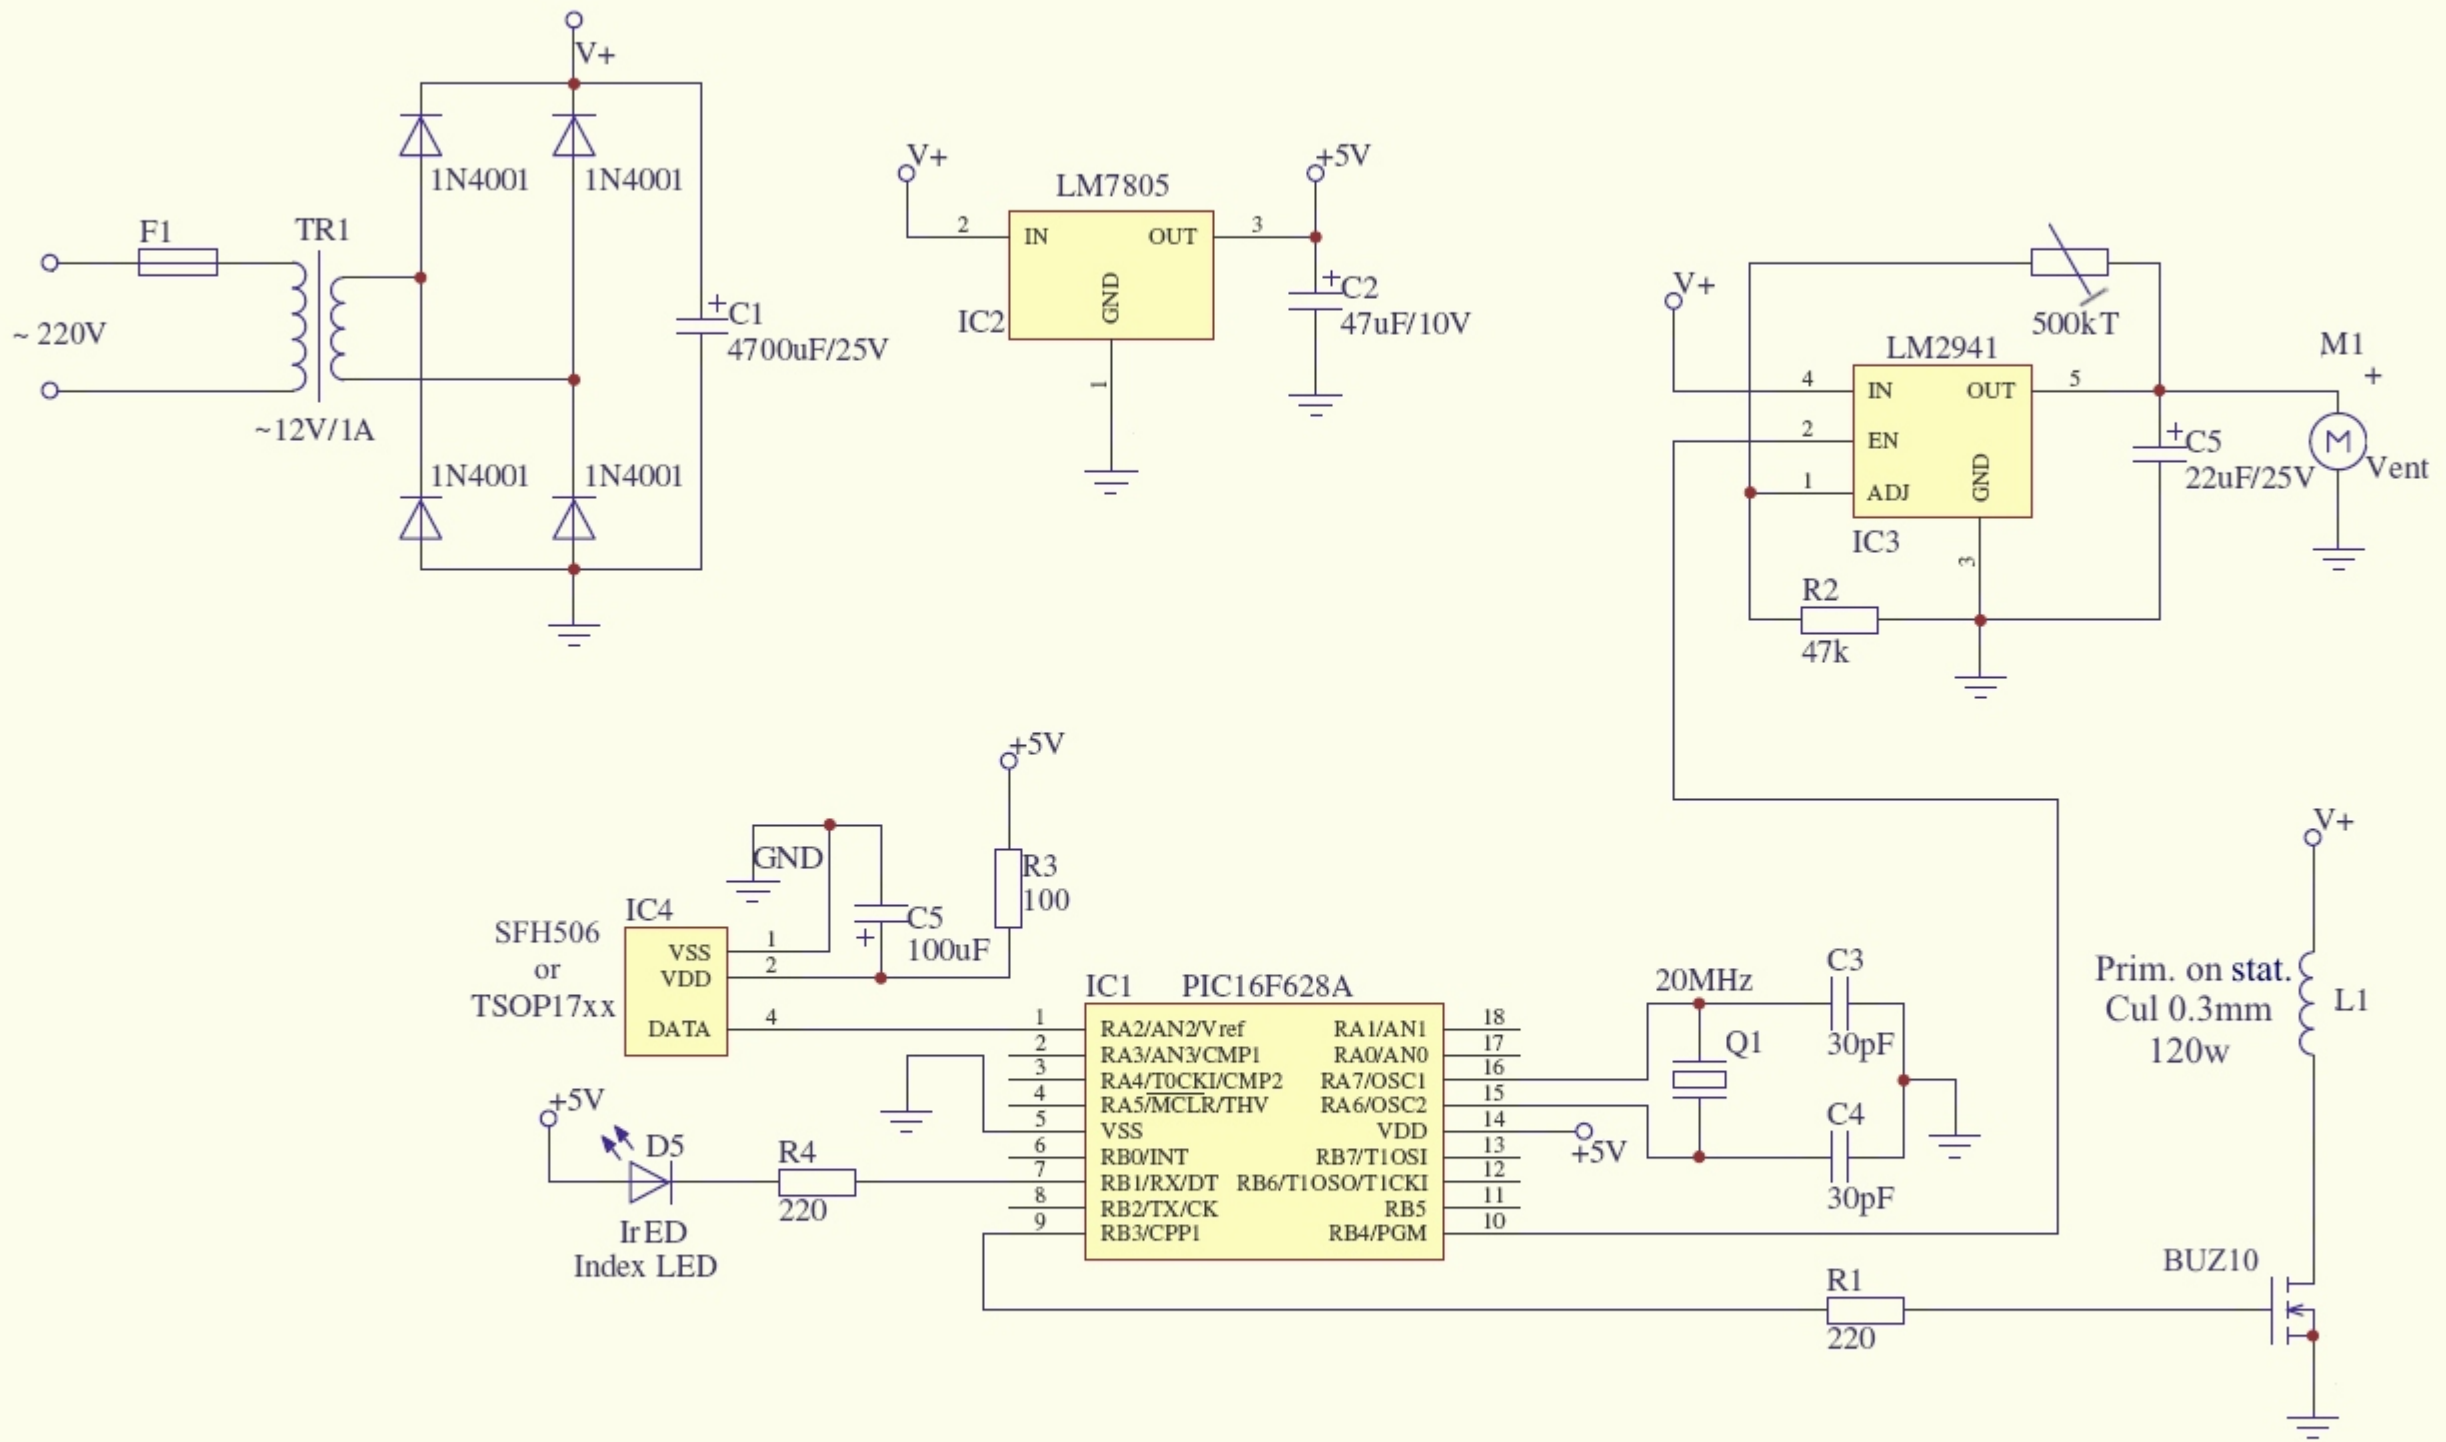 V+
1N4001
1N4001
F1
TR1
~ 220V
~12V/1A
+
C1
4700uF/25V
1N4001
1N4001
V+
LM7805
+5V
2
IN
OUT
3
GND
IC2
1
+
C2
47uF/10V
V+
500kT
LM2941
M1
+
4
IN
OUT
5
2
EN
1
ADJ
GND
IC3
3
+
C5
22uF/25V
M
Vent
R2
47k
+5V
GND
R3
100
IC4
SFH506
or
TSOP17xx
VSS
1
VDD
2
DATA
4
C5
+
100uF
IC1
PIC16F628A
1
RA2/AN2/Vref
RA1/AN1
18
2
RA3/AN3/CMP1
RA0/AN0
17
3
RA4/T0CKI/CMP2
RA7/OSC1
16
4
RA5/MCLR/THV
RA6/OSC2
15
5
VSS
VDD
14
6
RB0/INT
RB7/T1OSI
13
7
RB1/RX/DT
RB6/T1OSO/T1CKI
12
8
RB2/TX/CK
RB5
11
9
RB3/CPP1
RB4/PGM
10
+5V
D5
IrED
Index LED
R4
220
+5V
20MHz
Q1
C3
30pF
C4
30pF
V+
Prim. on stat.
Cul 0.3mm
120w
L1
BUZ10
R1
220